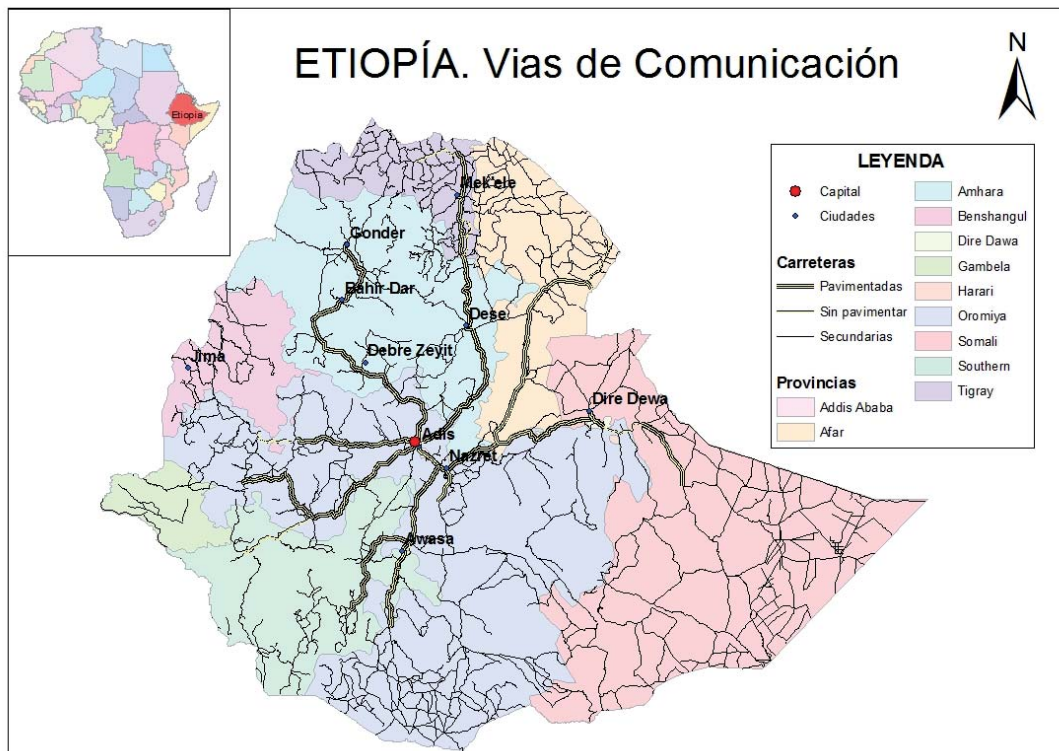 ETIOPÍA. Vias de Comunicación
N
Etiopia
LEYENDA
Capital
Ciudades
Carreteras
Pavimentadas
Sin pavimentar
Secundarias
Provincias
Addis Ababa
Afar
Amhara
Benshangul
Dire Dawa
Gambela
Harari
Oromiya
Somali
Southern
Tigray
Mek'ele
Gonder
Bahir Dar
Dese
Debre Zeyit
Jima
Dire Dewa
Adis
Nazret
Awasa